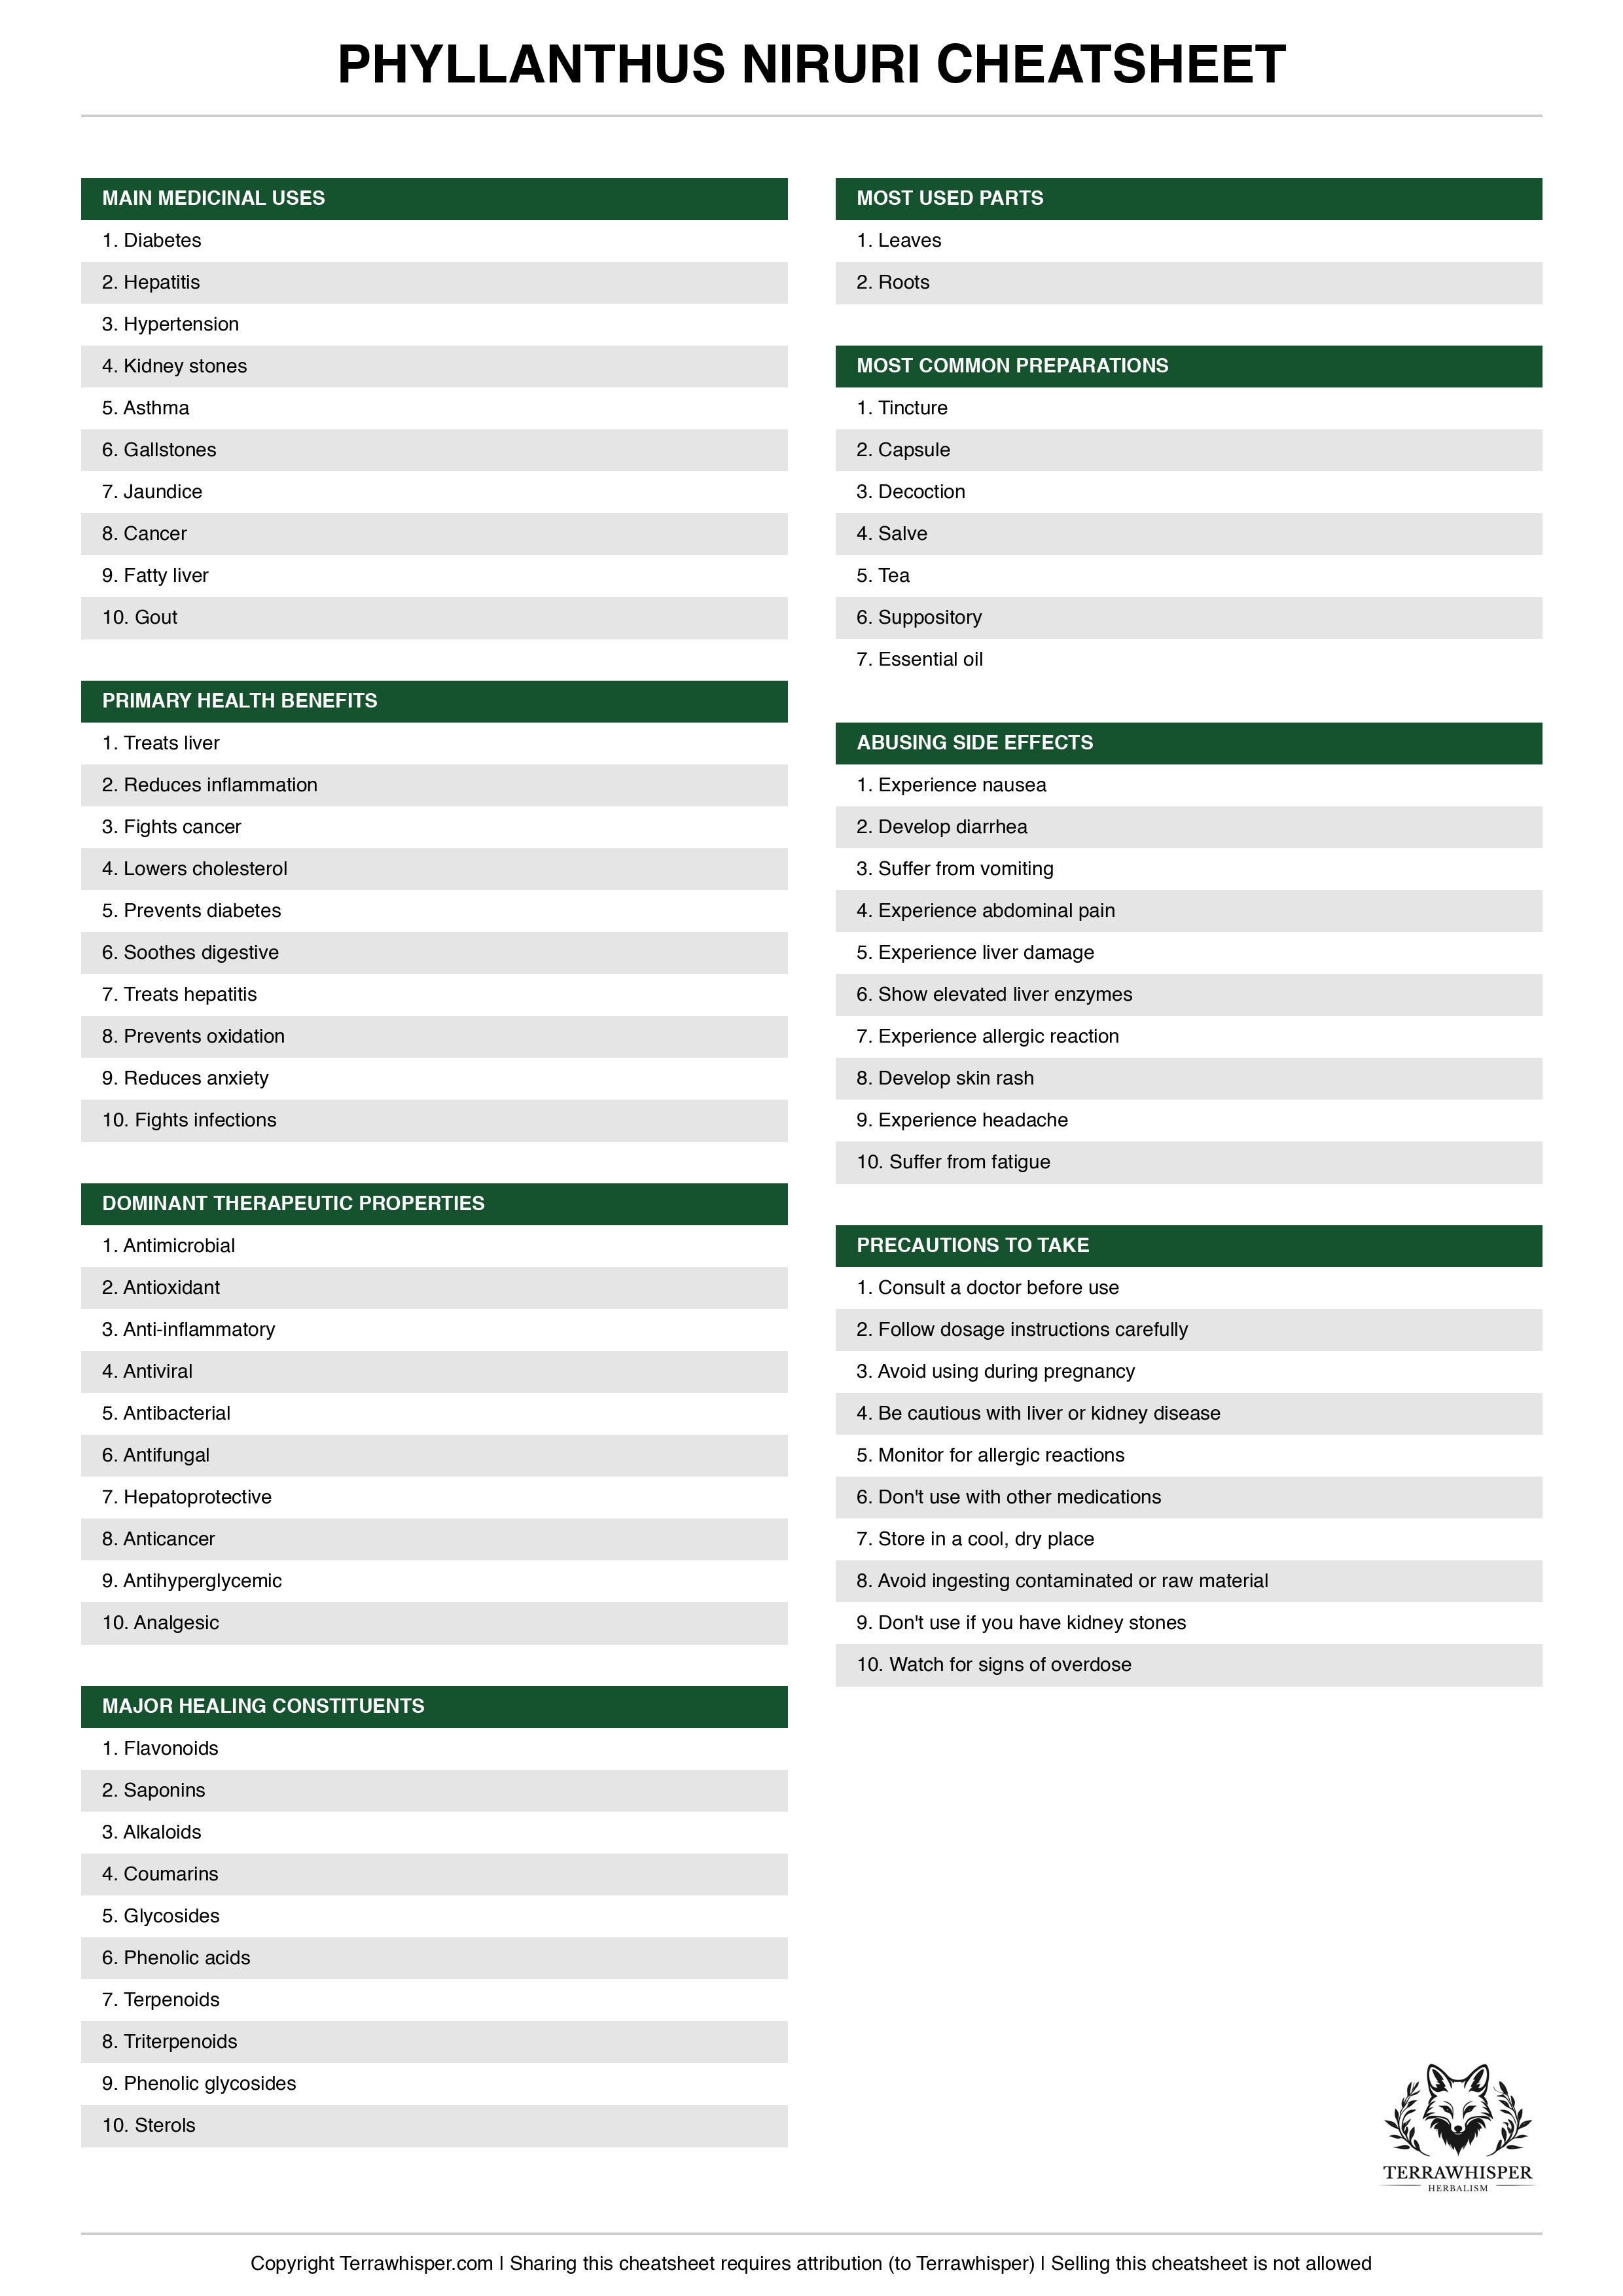 PHYLLANTHUS NIRURI CHEATSHEET
MAIN MEDICINAL USES
1. Diabetes
2. Hepatitis
3. Hypertension
4. Kidney stones
5. Asthma
6. Gallstones
7. Jaundice
8. Cancer
9. Fatty liver
10. Gout
PRIMARY HEALTH BENEFITS
1. Treats liver
2. Reduces inflammation
3. Fights cancer
4. Lowers cholesterol
5. Prevents diabetes
6. Soothes digestive
7. Treats hepatitis
8. Prevents oxidation
9. Reduces anxiety
10. Fights infections
DOMINANT THERAPEUTIC PROPERTIES
1. Antimicrobial
2. Antioxidant
3. Anti-inflammatory
4. Antiviral
5. Antibacterial
6. Antifungal
7. Hepatoprotective
8. Anticancer
9. Antihyperglycemic
10. Analgesic
MAJOR HEALING CONSTITUENTS
1. Flavonoids
2. Saponins
3. Alkaloids
4. Coumarins
5. Glycosides
6. Phenolic acids
7. Terpenoids
8. Triterpenoids
9. Phenolic glycosides
10. Sterols
MOST USED PARTS
1. Leaves
2. Roots
MOST COMMON PREPARATIONS
1. Tincture
2. Capsule
3. Decoction
4. Salve
5. Tea
6. Suppository
7. Essential oil
ABUSING SIDE EFFECTS
1. Experience nausea
2. Develop diarrhea
3. Suffer from vomiting
4. Experience abdominal pain
5. Experience liver damage
6. Show elevated liver enzymes
7. Experience allergic reaction
8. Develop skin rash
9. Experience headache
10. Suffer from fatigue
PRECAUTIONS TO TAKE
1. Consult a doctor before use
2. Follow dosage instructions carefully
3. Avoid using during pregnancy
4. Be cautious with liver or kidney disease
5. Monitor for allergic reactions
6. Don't use with other medications
7. Store in a cool, dry place
8. Avoid ingesting contaminated or raw material
9. Don't use if you have kidney stones
10. Watch for signs of overdose
TERRAWHISPER
HERBALISM
Copyright Terrawhisper.com | Sharing this cheatsheet requires attribution (to Terrawhisper) | Selling this cheatsheet is not allowed